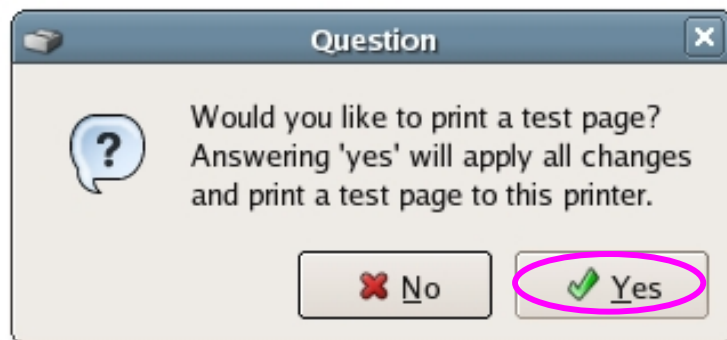 Question
Would you like to print a test page?
Answering 'yes' will apply all changes
and print a test page to this printer.
No
Yes